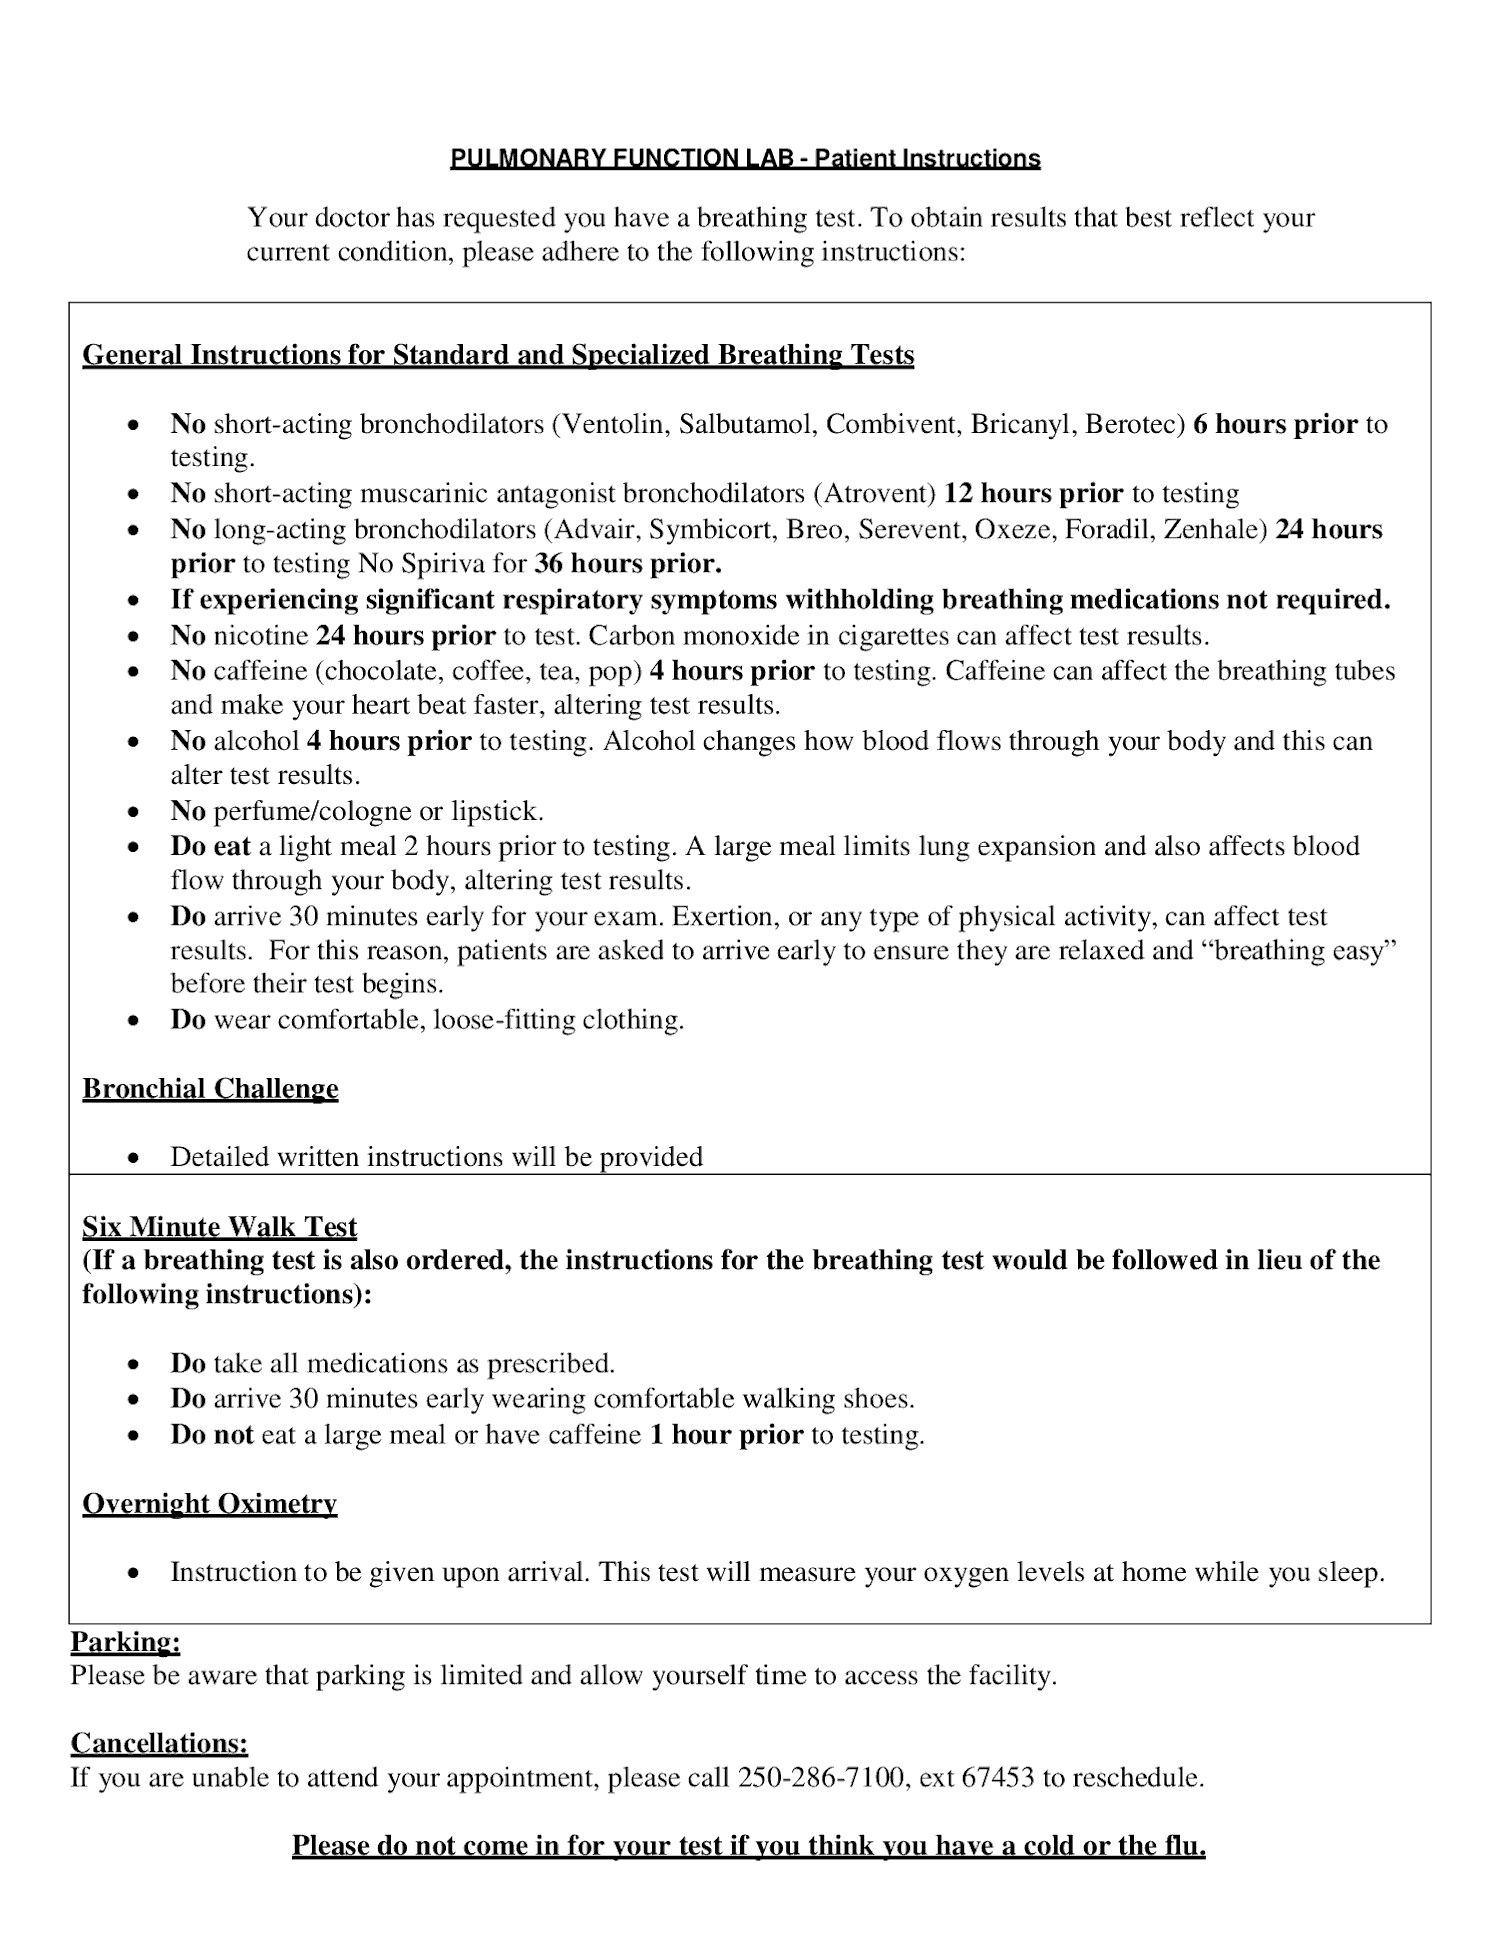 PULMONARY FUNCTION LAB - Patient Instructions
Your doctor has requested you have a breathing test. To obtain results that best reflect your
current condition, please adhere to the following instructions:
General Instructions for Standard and Specialized Breathing Tests
• No short-acting bronchodilators (Ventolin, Salbutamol, Combivent, Bricanyl, Berotec) 6 hours prior to
testing.
• No short-acting muscarinic antagonist bronchodilators (Atrovent) 12 hours prior to testing
• No long-acting bronchodilators (Advair, Symbicort, Breo, Serevent, Oxeze, Foradil, Zenhale) 24 hours
prior to testing No Spiriva for 36 hours prior.
• If experiencing significant respiratory symptoms withholding breathing medications not required.
• No nicotine 24 hours prior to test. Carbon monoxide in cigarettes can affect test results.
• No caffeine (chocolate, coffee, tea, pop) 4 hours prior to testing. Caffeine can affect the breathing tubes
and make your heart beat faster, altering test results.
• No alcohol 4 hours prior to testing. Alcohol changes how blood flows through your body and this can
alter test results.
• No perfume/cologne or lipstick.
• Do eat a light meal 2 hours prior to testing. A large meal limits lung expansion and also affects blood
flow through your body, altering test results.
• Do arrive 30 minutes early for your exam. Exertion, or any type of physical activity, can affect test
results.  For this reason, patients are asked to arrive early to ensure they are relaxed and “breathing easy”
before their test begins.
• Do wear comfortable, loose-fitting clothing.
Bronchial Challenge
• Detailed written instructions will be provided
Six Minute Walk Test
(If a breathing test is also ordered, the instructions for the breathing test would be followed in lieu of the
following instructions):
• Do take all medications as prescribed.
• Do arrive 30 minutes early wearing comfortable walking shoes.
• Do not eat a large meal or have caffeine 1 hour prior to testing.
Overnight Oximetry
• Instruction to be given upon arrival. This test will measure your oxygen levels at home while you sleep.
Parking:
Please be aware that parking is limited and allow yourself time to access the facility.
Cancellations:
If you are unable to attend your appointment, please call 250-286-7100, ext 67453 to reschedule.
Please do not come in for your test if you think you have a cold or the flu.